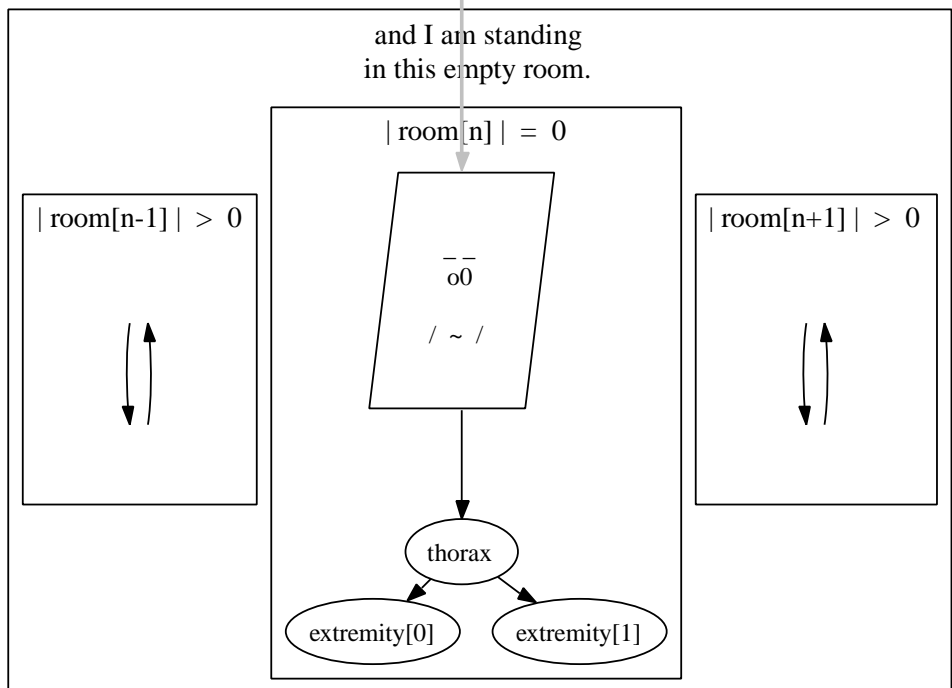 and I am standing
in this empty room.
| room[n] | = 0
| room[n-1] | > 0
| room[n+1] | > 0
_ _
o0
/ ~ /
thorax
extremity[0]
extremity[1]